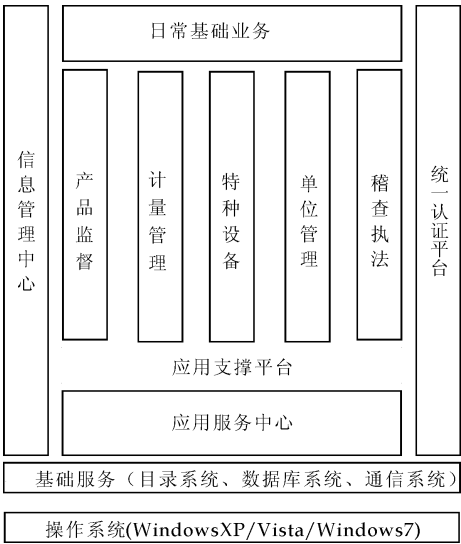 日常基础业务
信息管理中心
产品监督
计量管理
特种设备
单位管理
稽查执法
统一认证平台
应用支撑平台
应用服务中心
基础服务（目录系统、数据库系统、通信系统）
操作系统(WindowsXP/Vista/Windows7)